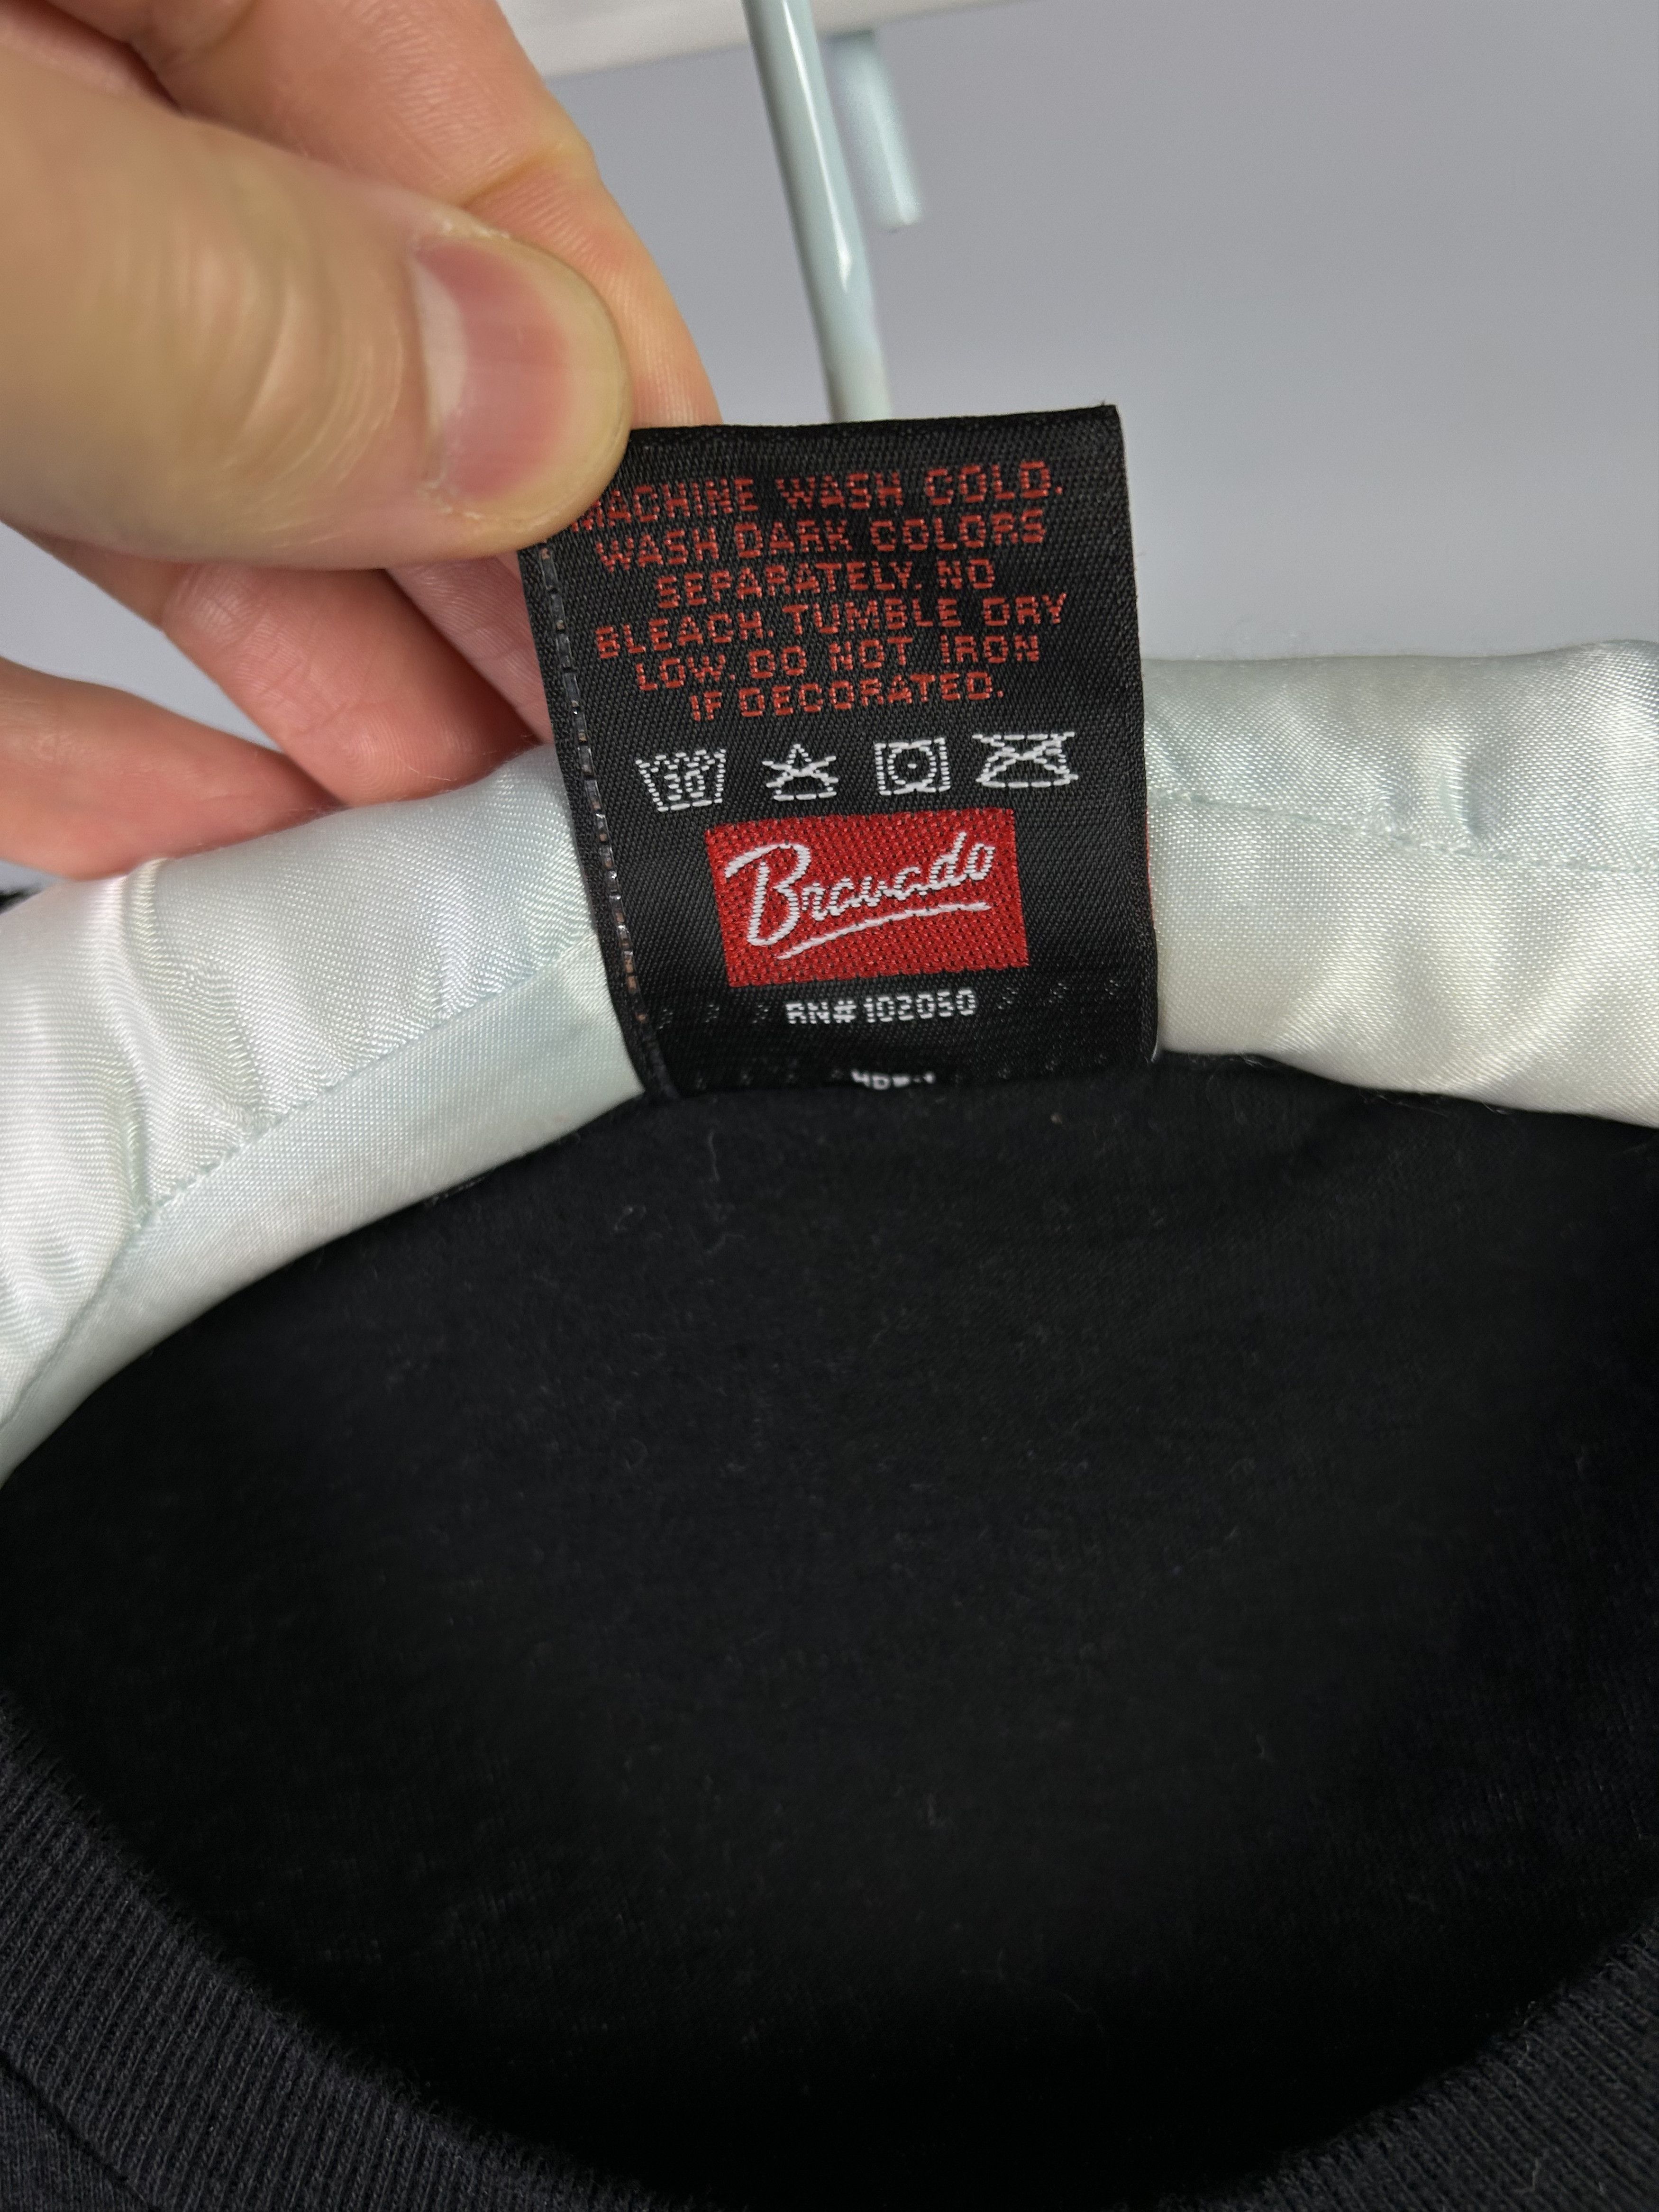 MACHINE WASH COLD.
WASH DARK COLORS
SEPARATELY. NO
BLEACH. TUMBLE DRY
LOW. DO NOT IRON
IF DECORATED.
30
Bravado
RN# 102050